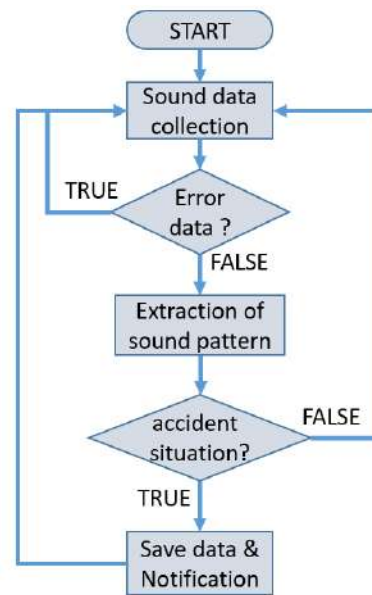 START
Sound data
collection
TRUE
Error
data ?
FALSE
Extraction of
sound pattern
accident
situation?
FALSE
TRUE
Save data &
Notification